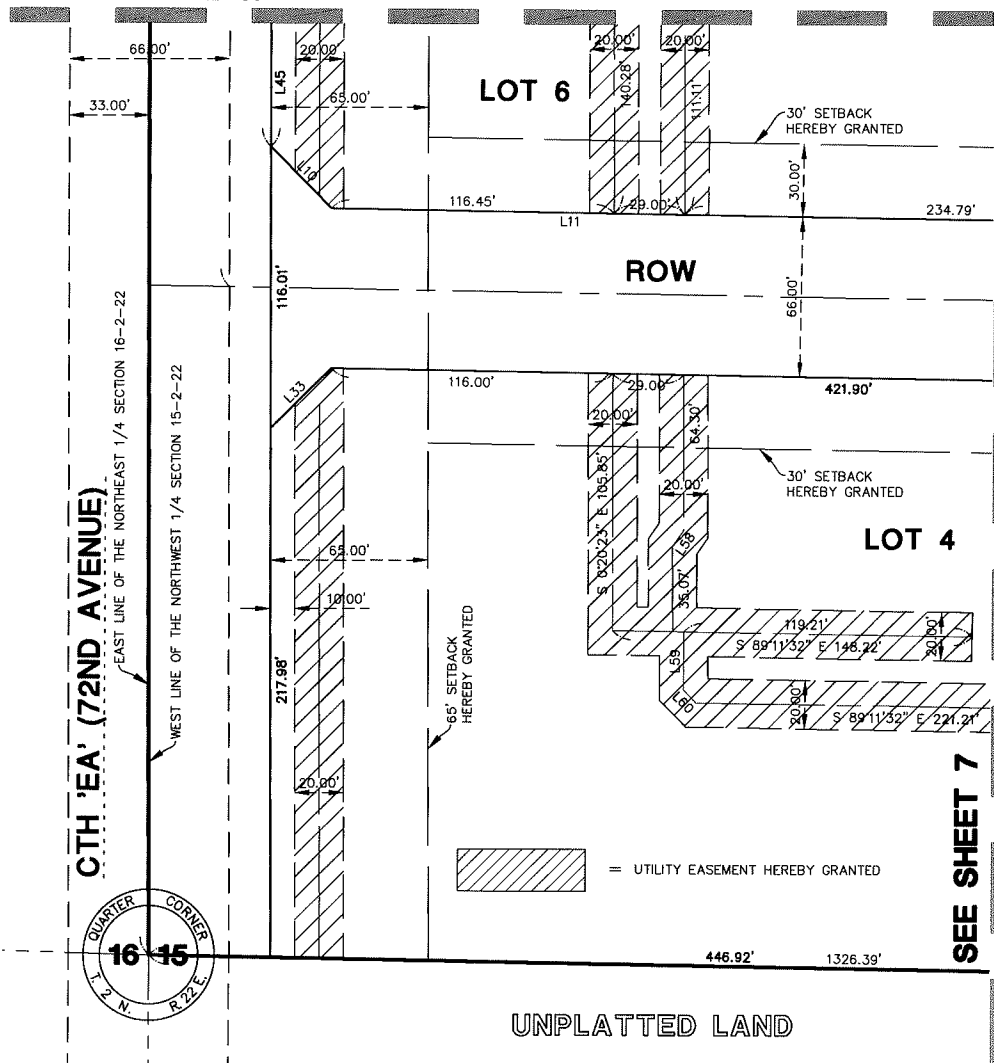 66.00'
33.00'
L45
20.00'
65.00'
L10
LOT 6
20.00'
140.28'
20.00'
111.11'
30' SETBACK
HEREBY GRANTED
30.00'
116.45'
29.00'
L11
234.79'
116.01'
ROW
66.00'
L33
116.00'
29.00'
421.90'
20.00'
64.30'
30' SETBACK
HEREBY GRANTED
20.00'
S 0°20'23" E 105.85'
LOT 4
CTH 'EA' (72ND AVENUE)
EAST LINE OF THE NORTHEAST 1/4 SECTION 16-2-22
WEST LINE OF THE NORTHWEST 1/4 SECTION 15-2-22
65.00'
10.00'
L58
35.07'
119.21'
S 89°11'32" E 148.22'
20.00'
L59
L60
20.00'
S 89°11'32" E 221.21'
217.98'
65' SETBACK
HEREBY GRANTED
20.00'
SEE SHEET 7
= UTILITY EASEMENT HEREBY GRANTED
QUARTER CORNER
16 15
T. 2 N. R 22 E.
446.92'
1326.39'
UNPLATTED LAND